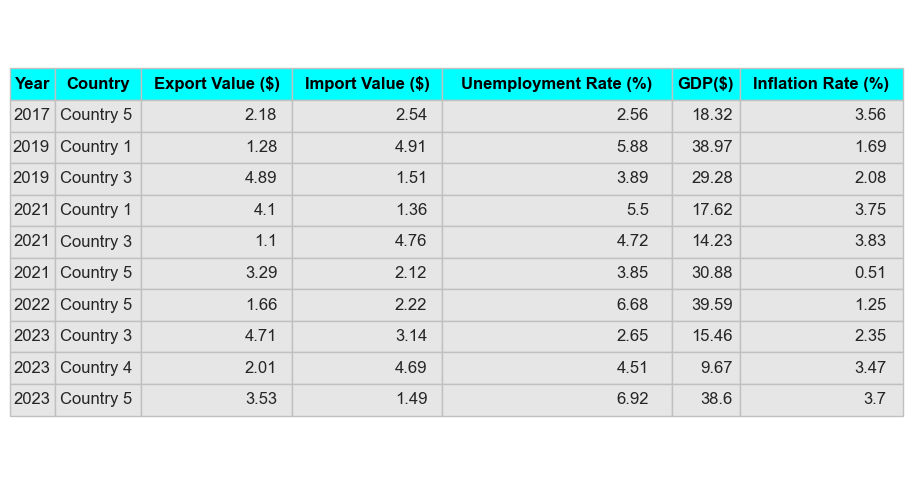 Year Country Export Value ($) Import Value ($) Unemployment Rate (%) GDP($) Inflation Rate (%)
2017 Country 5 2.18 2.54 2.56 18.32 3.56
2019 Country 1 1.28 4.91 5.88 38.97 1.69
2019 Country 3 4.89 1.51 3.89 29.28 2.08
2021 Country 1 4.1 1.36 5.5 17.62 3.75
2021 Country 3 1.1 4.76 4.72 14.23 3.83
2021 Country 5 3.29 2.12 3.85 30.88 0.51
2022 Country 5 1.66 2.22 6.68 39.59 1.25
2023 Country 3 4.71 3.14 2.65 15.46 2.35
2023 Country 4 2.01 4.69 4.51 9.67 3.47
2023 Country 5 3.53 1.49 6.92 38.6 3.7